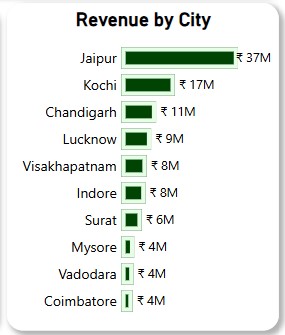 Revenue by City
Jaipur ₹ 37M
Kochi ₹ 17M
Chandigarh ₹ 11M
Lucknow ₹ 9M
Visakhapatnam ₹ 8M
Indore ₹ 8M
Surat ₹ 6M
Mysore ₹ 4M
Vadodara ₹ 4M
Coimbatore ₹ 4M